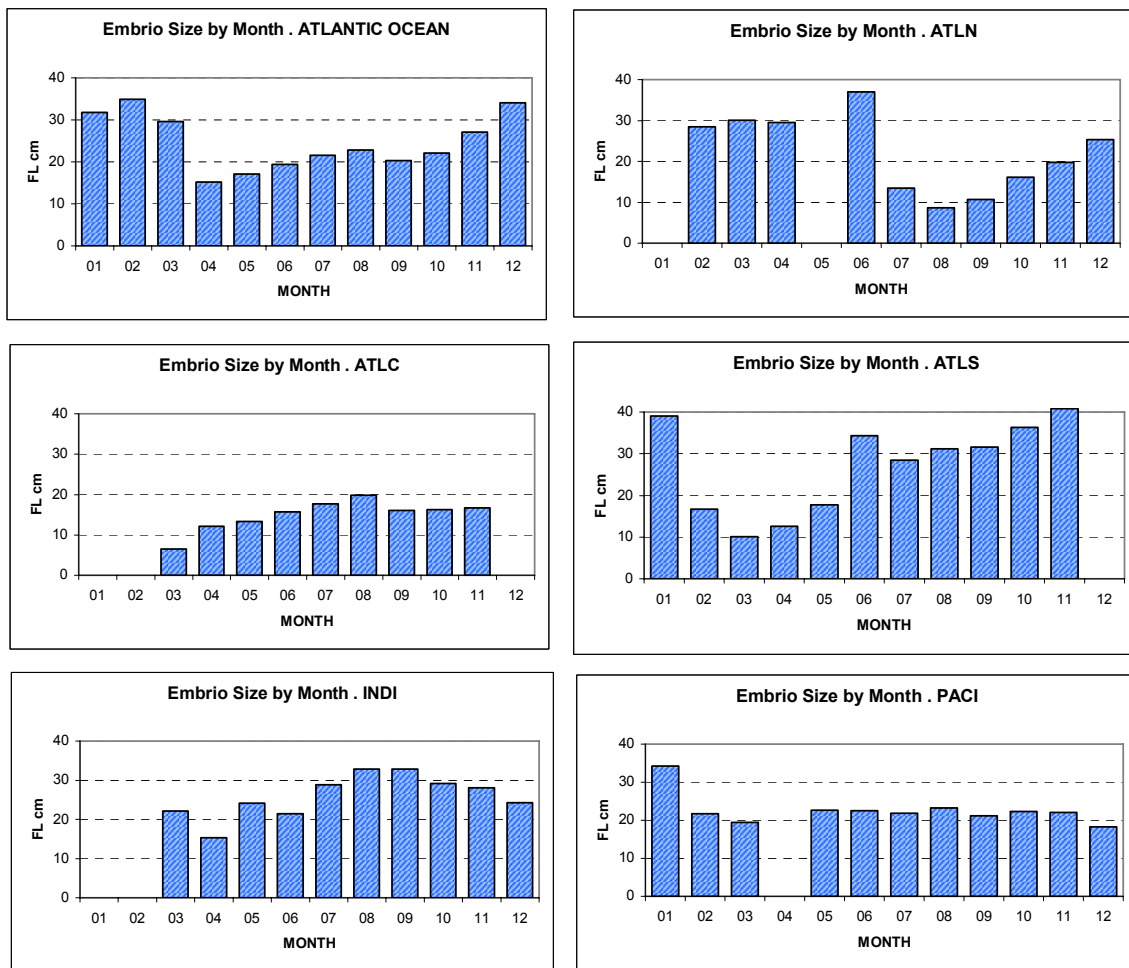 Embrio Size by Month . ATLANTIC OCEAN
FL cm
40
30
20
10
0
01 02 03 04 05 06 07 08 09 10 11 12
MONTH
Embrio Size by Month . ATLN
FL cm
40
30
20
10
0
01 02 03 04 05 06 07 08 09 10 11 12
MONTH
Embrio Size by Month . ATLC
FL cm
40
30
20
10
0
01 02 03 04 05 06 07 08 09 10 11 12
MONTH
Embrio Size by Month . ATLS
FL cm
40
30
20
10
0
01 02 03 04 05 06 07 08 09 10 11 12
MONTH
Embrio Size by Month . INDI
FL cm
40
30
20
10
0
01 02 03 04 05 06 07 08 09 10 11 12
MONTH
Embrio Size by Month . PACI
FL cm
40
30
20
10
0
01 02 03 04 05 06 07 08 09 10 11 12
MONTH